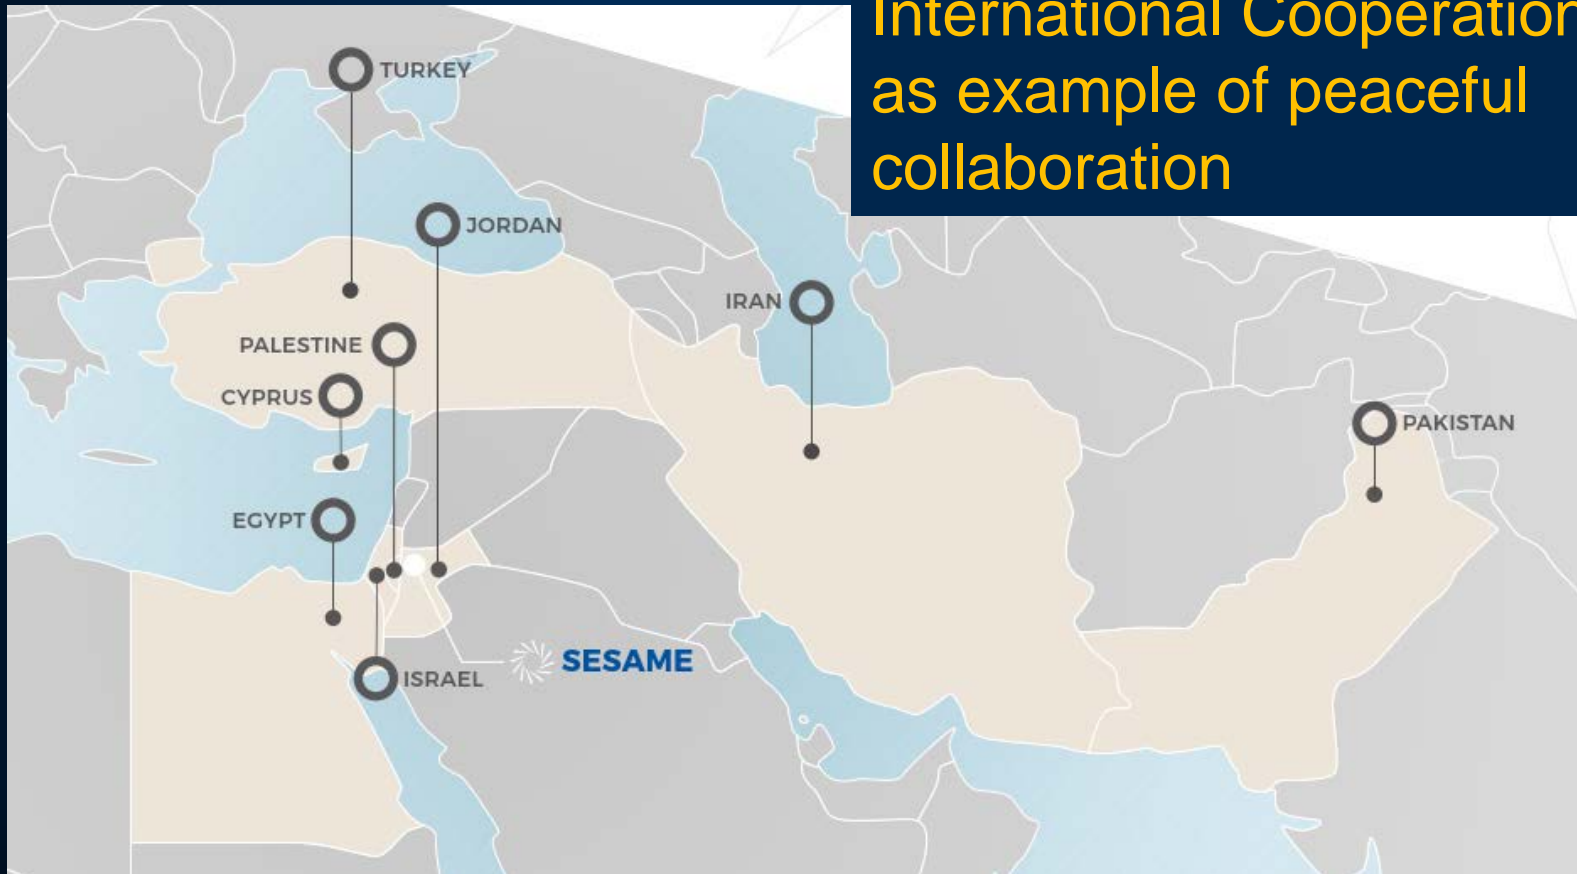 International Cooperation
as example of peaceful
collaboration
TURKEY
JORDAN
IRAN
PALESTINE
CYPRUS
PAKISTAN
EGYPT
SESAME
ISRAEL